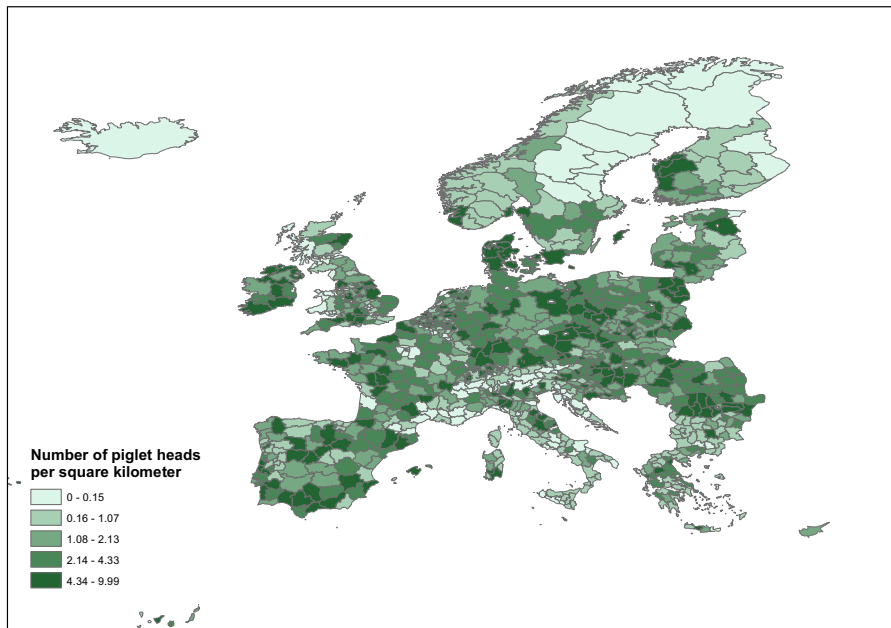 Number of piglet heads
per square kilometer
0 - 0.15
0.16 - 1.07
1.08 - 2.13
2.14 - 4.33
4.34 - 9.99